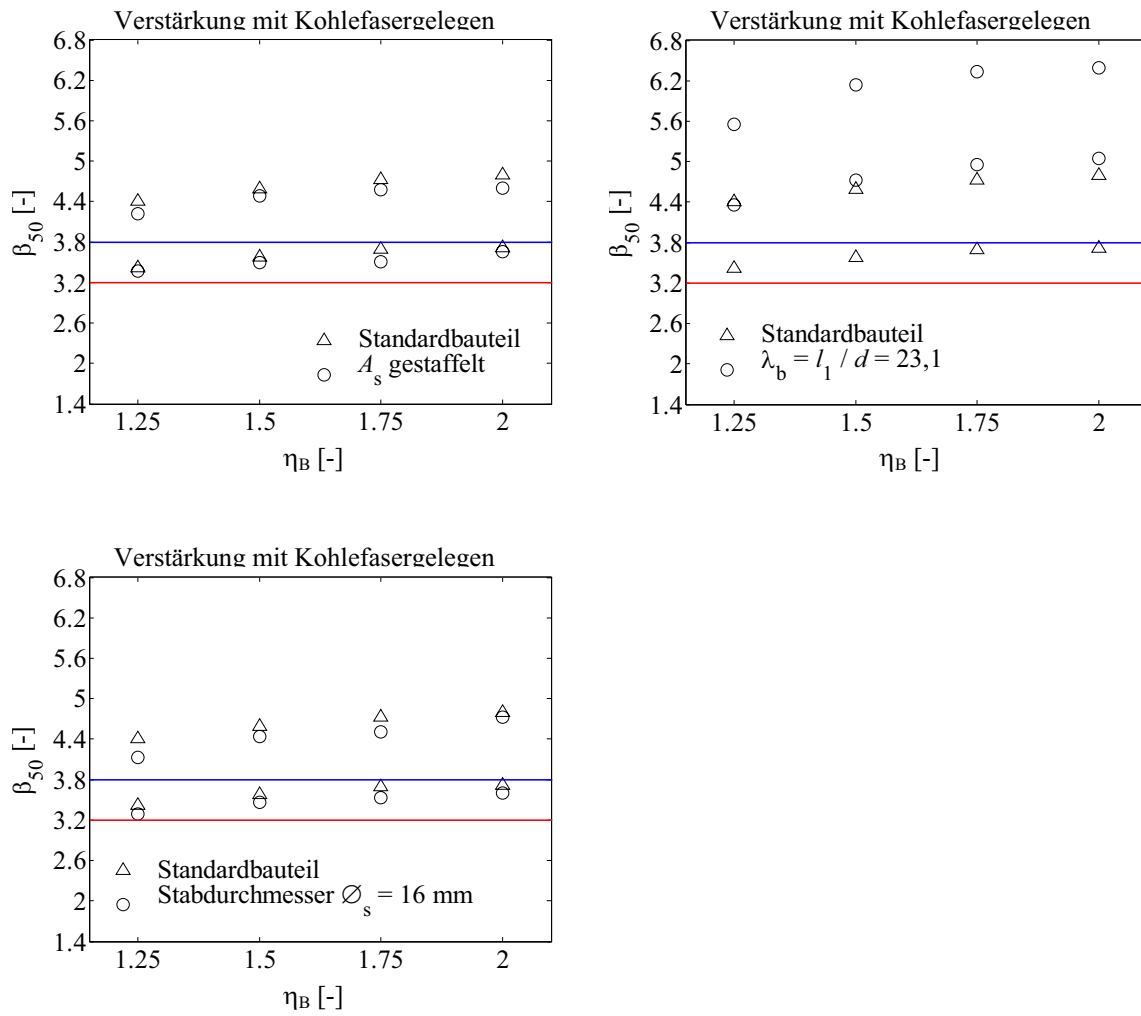 Verstärkung mit Kohlefasergelegen
6.8
6.2
5.6
5
4.4
3.8
3.2
2.6
2
1.4
β50 [-]
Standardbauteil
As gestaffelt
1.25 1.5 1.75 2
ηB [-]
Verstärkung mit Kohlefasergelegen
6.8
6.2
5.6
5
4.4
3.8
3.2
2.6
2
1.4
β50 [-]
Standardbauteil
λb = l1 / d = 23,1
1.25 1.5 1.75 2
ηB [-]
Verstärkung mit Kohlefasergelegen
6.8
6.2
5.6
5
4.4
3.8
3.2
2.6
2
1.4
β50 [-]
Standardbauteil
Stabdurchmesser ∅s = 16 mm
1.25 1.5 1.75 2
ηB [-]